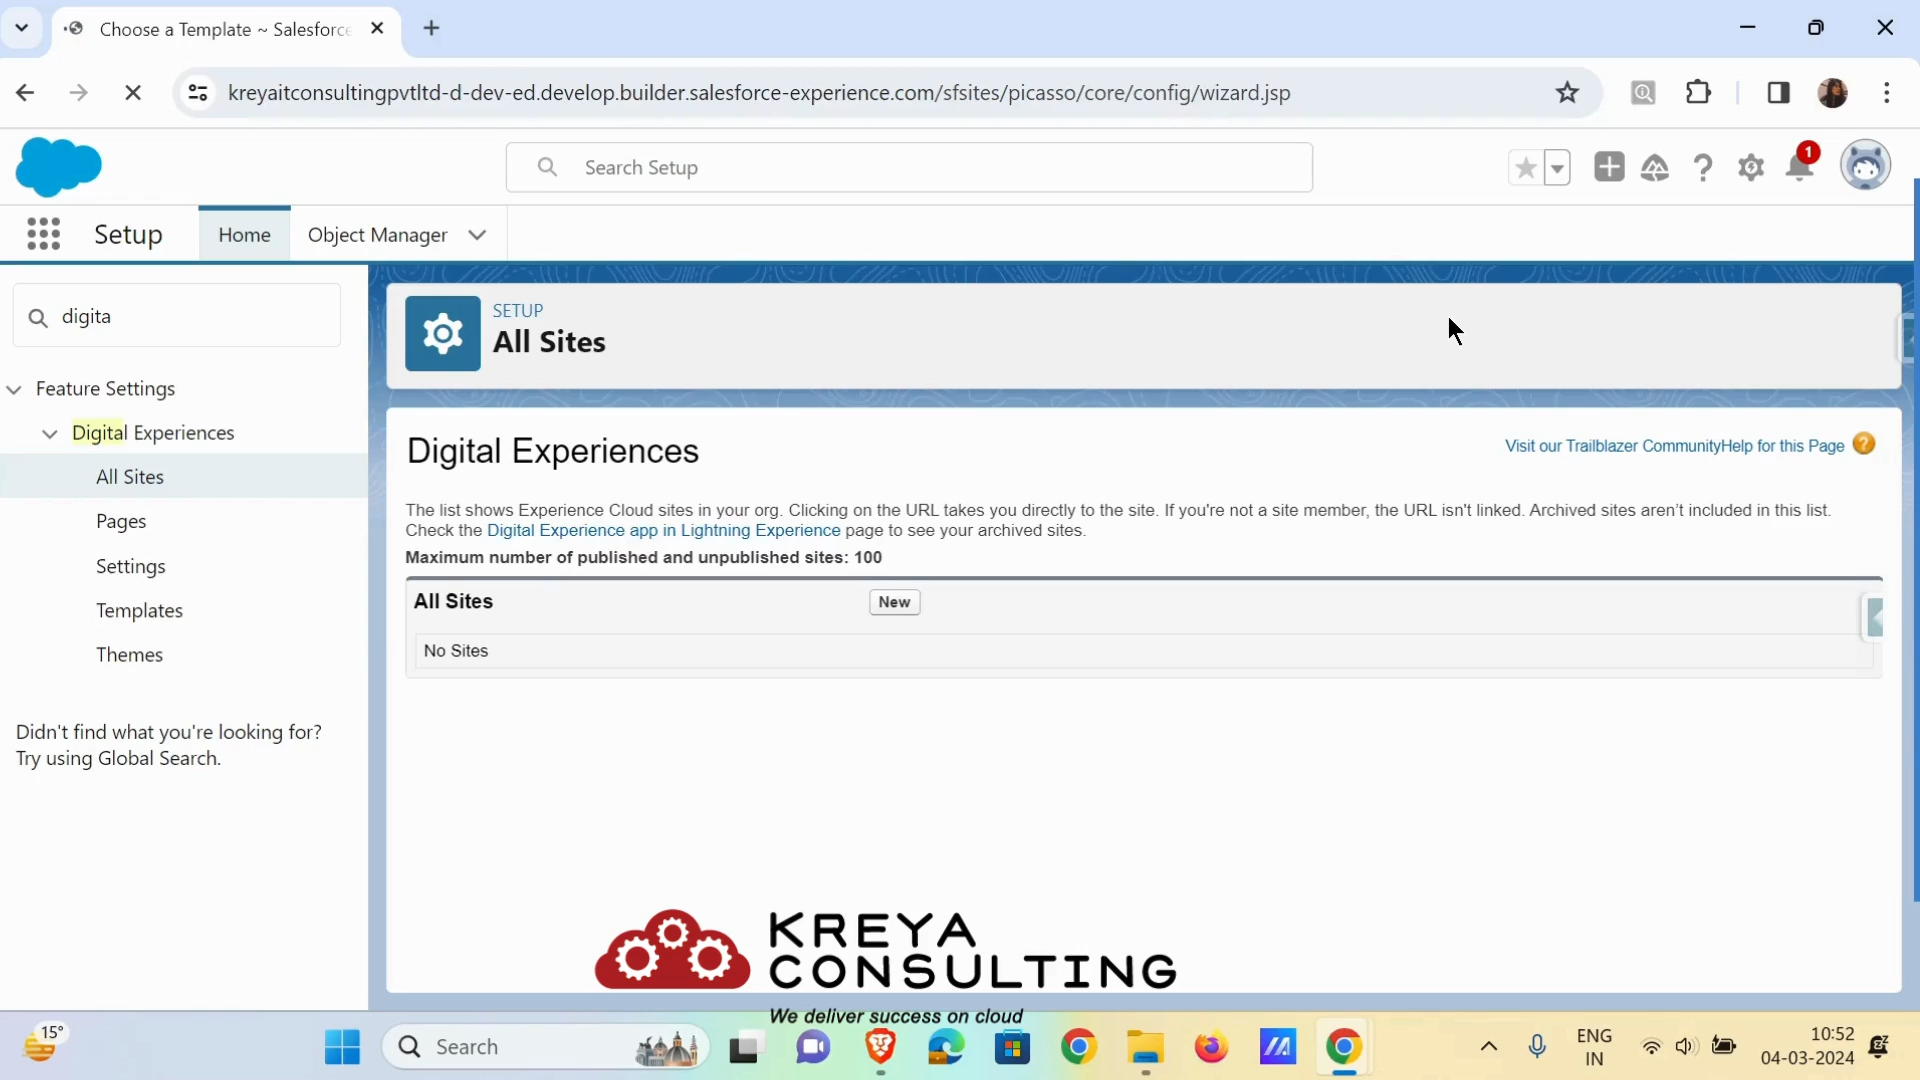 Choose a Template ~ Salesforce
kreyaitconsultingpvtltd-d-dev-ed.develop.builder.salesforce-experience.com/sfsites/picasso/core/config/wizard.jsp
Search Setup
1
Setup
Home
Object Manager
digita
SETUP
All Sites
Feature Settings
Digital Experiences
All Sites
Pages
Settings
Templates
Themes
Didn't find what you're looking for?
Try using Global Search.
Digital Experiences
Visit our Trailblazer Community
Help for this Page
The list shows Experience Cloud sites in your org. Clicking on the URL takes you directly to the site. If you're not a site member, the URL isn't linked. Archived sites aren't included in this list.
Check the Digital Experience app in Lightning Experience page to see your archived sites.
Maximum number of published and unpublished sites: 100
All Sites
New
No Sites
KREYA
CONSULTING
We deliver success on cloud
15°
Search
ENG
IN
10:52
04-03-2024